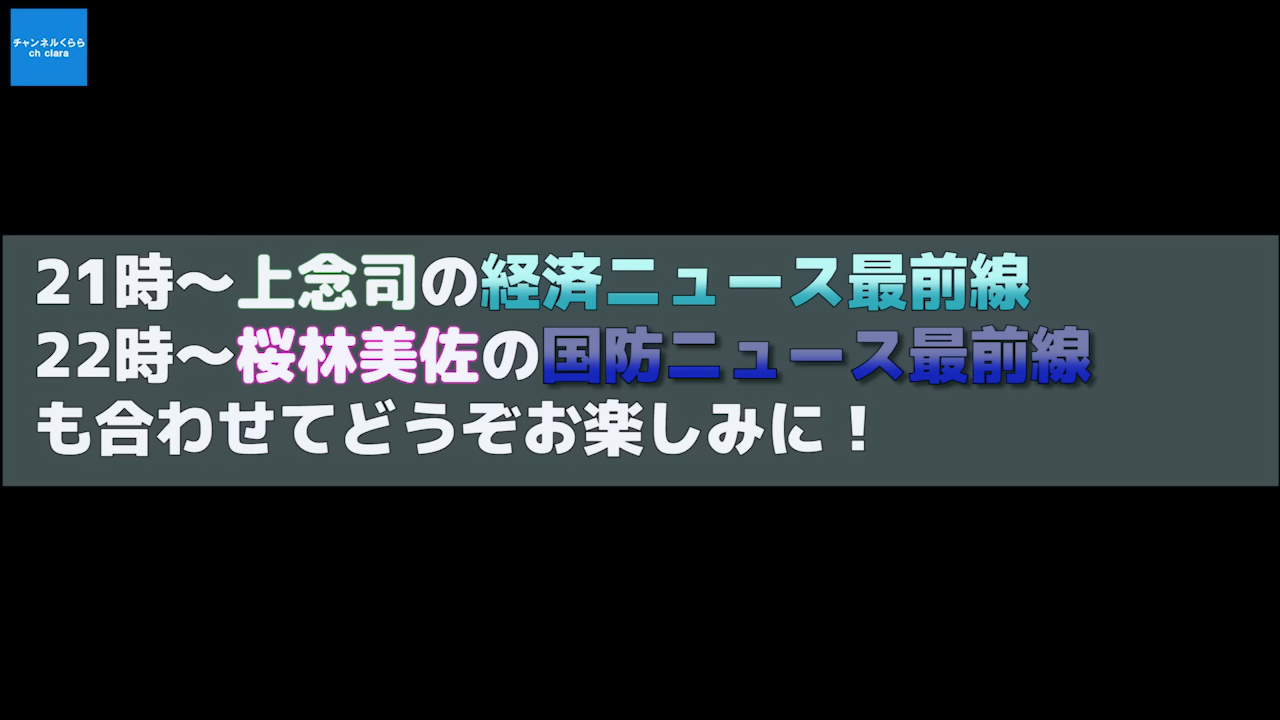 チャンネルくらら
ch clara
21時～上念司の経済ニュース最前線
22時～桜林美佐の国防ニュース最前線
も合わせてどうぞお楽しみに！